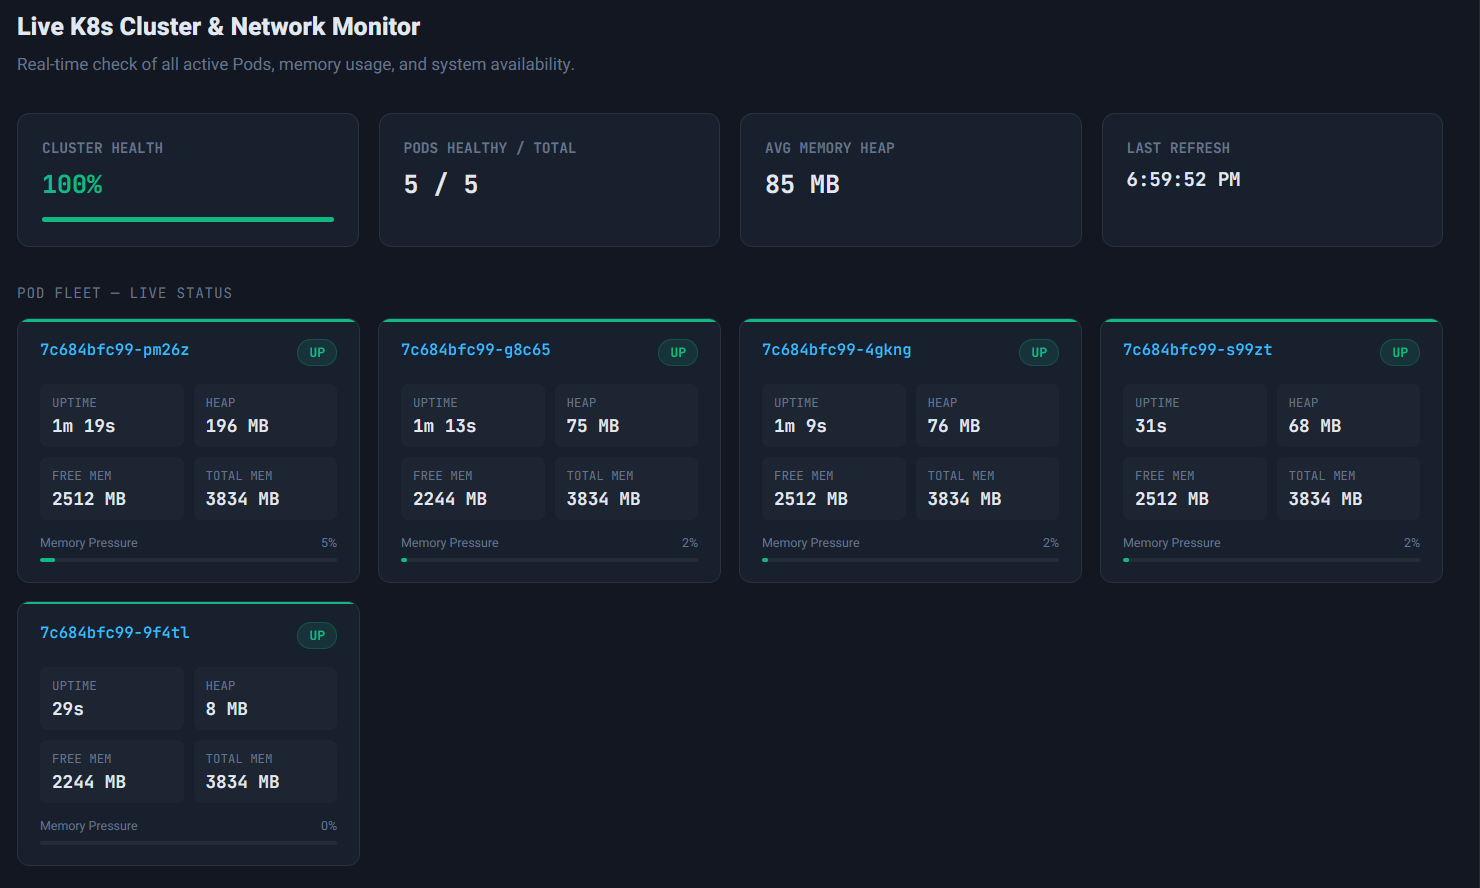 Live K8s Cluster & Network Monitor
Real-time check of all active Pods, memory usage, and system availability.
CLUSTER HEALTH
100%
PODS HEALTHY / TOTAL
5 / 5
AVG MEMORY HEAP
85 MB
LAST REFRESH
6:59:52 PM
POD FLEET — LIVE STATUS
7c684bfc99-pm26z
UP
UPTIME
1m 19s
HEAP
196 MB
FREE MEM
2512 MB
TOTAL MEM
3834 MB
Memory Pressure 5%
7c684bfc99-g8c65
UP
UPTIME
1m 13s
HEAP
75 MB
FREE MEM
2244 MB
TOTAL MEM
3834 MB
Memory Pressure 2%
7c684bfc99-4gkng
UP
UPTIME
1m 9s
HEAP
76 MB
FREE MEM
2512 MB
TOTAL MEM
3834 MB
Memory Pressure 2%
7c684bfc99-s99zt
UP
UPTIME
31s
HEAP
68 MB
FREE MEM
2512 MB
TOTAL MEM
3834 MB
Memory Pressure 2%
7c684bfc99-9f4tl
UP
UPTIME
29s
HEAP
8 MB
FREE MEM
2244 MB
TOTAL MEM
3834 MB
Memory Pressure 0%